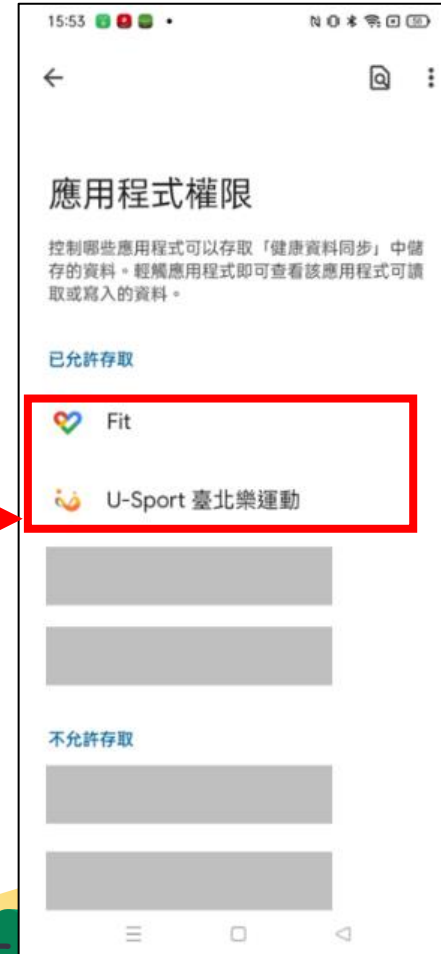 15:53
50
應用程式權限
控制哪些應用程式可以存取「健康資料同步」中儲
存的資料。輕觸應用程式即可查看該應用程式可讀
取或寫入的資料。
已允許存取
Fit
U-Sport 臺北樂運動
不允許存取